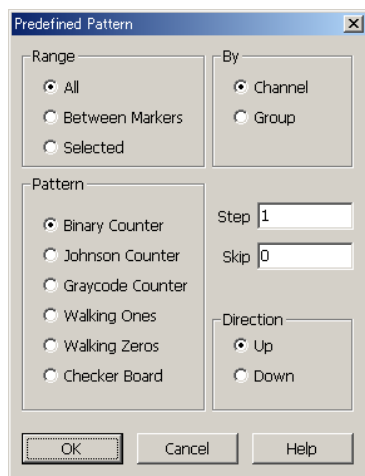 Predefined Pattern
Range
All
Between Markers
Selected
By
Channel
Group
Pattern
Binary Counter
Johnson Counter
Graycode Counter
Walking Ones
Walking Zeros
Checker Board
Step 1
Skip 0
Direction
Up
Down
OK Cancel Help